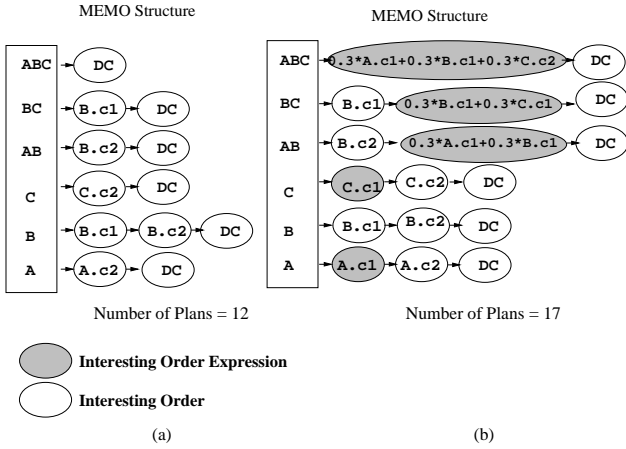 MEMO Structure
ABC DC
BC B.c1 DC
AB B.c2 DC
C C.c2 DC
B B.c1 B.c2 DC
A A.c2 DC
Number of Plans = 12
MEMO Structure
ABC 0.3*A.c1+0.3*B.c1+0.3*C.c2 DC
BC B.c1 0.3*B.c1+0.3*C.c1 DC
AB B.c2 0.3*A.c1+0.3*B.c1 DC
C C.c1 C.c2 DC
B B.c1 B.c2 DC
A A.c1 A.c2 DC
Number of Plans = 17
Interesting Order Expression
Interesting Order
(a)
(b)